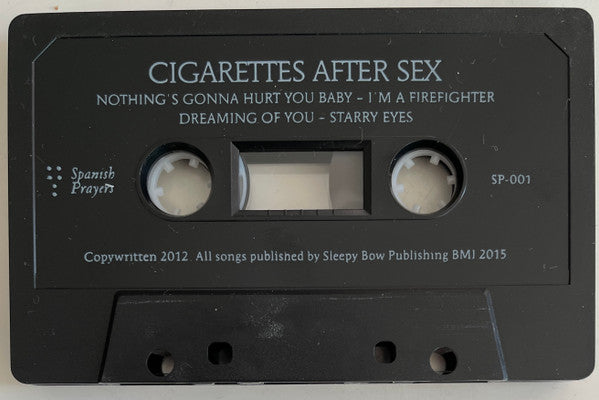 CIGARETTES AFTER SEX
NOTHING'S GONNA HURT YOU BABY - I'M A FIREFIGHTER
DREAMING OF YOU - STARRY EYES
Spanish
Prayers
SP-001
Copywritten 2012 All songs published by Sleepy Bow Publishing BMI 2015